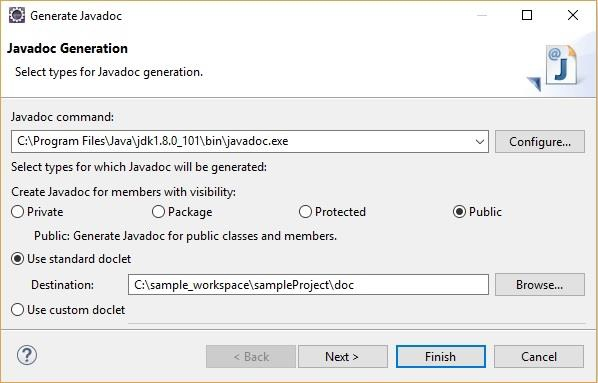 Generate Javadoc
Javadoc Generation
Select types for Javadoc generation.
@ J
Javadoc command:
C:\Program Files\Java\jdk1.8.0_101\bin\javadoc.exe Configure...
Select types for which Javadoc will be generated:
Create Javadoc for members with visibility:
Private Package Protected Public
Public: Generate Javadoc for public classes and members.
Use standard doclet
Destination: C:\sample_workspace\sampleProject\doc Browse...
Use custom doclet
? < Back Next > Finish Cancel